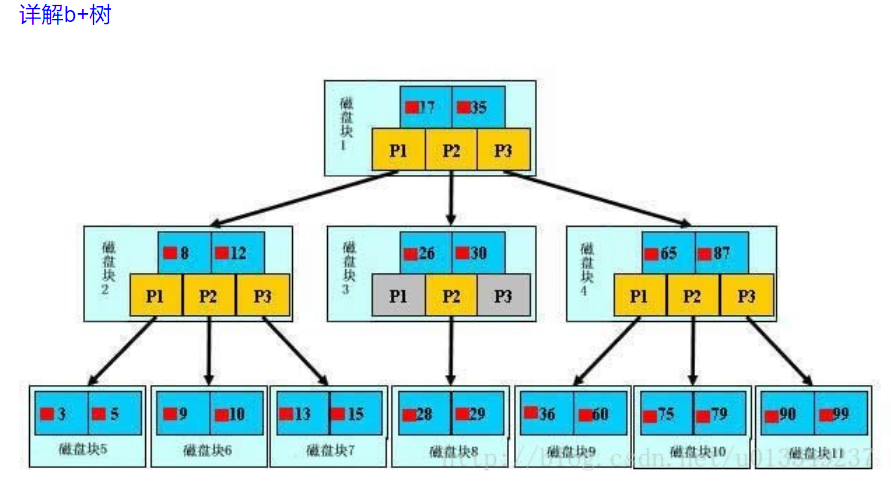 详解b+树
磁盘块1
17 35
P1 P2 P3
磁盘块2
8 12
P1 P2 P3
磁盘块3
26 30
P1 P2 P3
磁盘块4
65 87
P1 P2 P3
3 5
磁盘块5
9 10
磁盘块6
13 15
磁盘块7
28 29
磁盘块8
36 60
磁盘块9
75 79
磁盘块10
90 99
磁盘块11